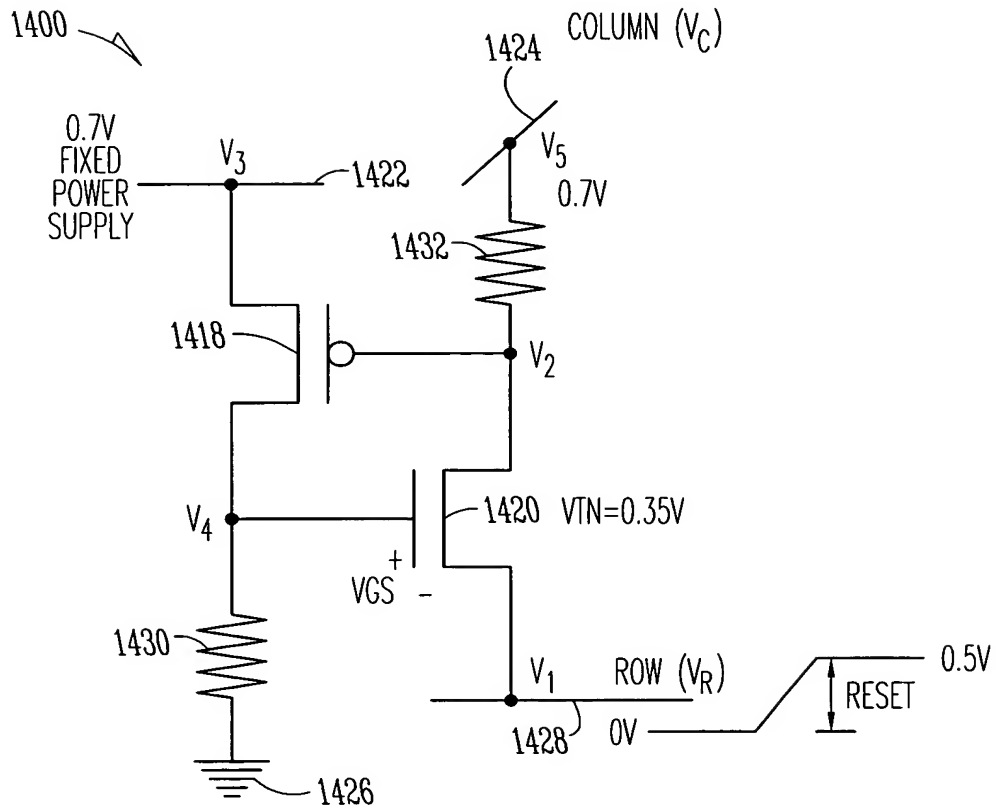 1400
COLUMN (VC)
1424
0.7V
FIXED
POWER
SUPPLY
V3
1422
V5
0.7V
1432
1418
V2
V4
1420
VTN=0.35V
+
VGS -
1430
V1
ROW (VR)
0.5V
RESET
0V
1428
1426